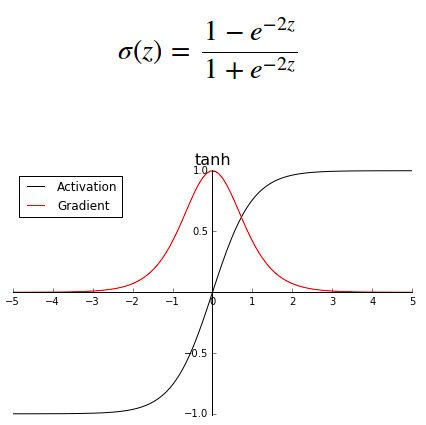 σ(z) = \frac{1 − e^{−2z}}{1 + e^{−2z}}
tanh
1.0
Activation
Gradient
0.5
−5 −4 −3 −2 −1 0 1 2 3 4 5
−0.5
−1.0